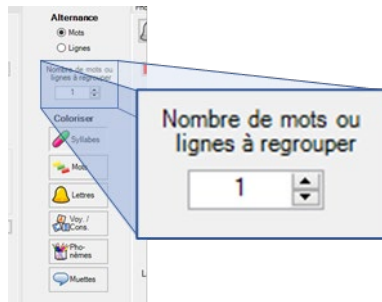 Alternance
Mots
Lignes
Nombre de mots ou
lignes à regrouper
1
Coloriser
Syllabes
Mots
Lettres
Voy. /
Cons.
Pho-
nèmes
Muettes
L
Nombre de mots ou
lignes à regrouper
1